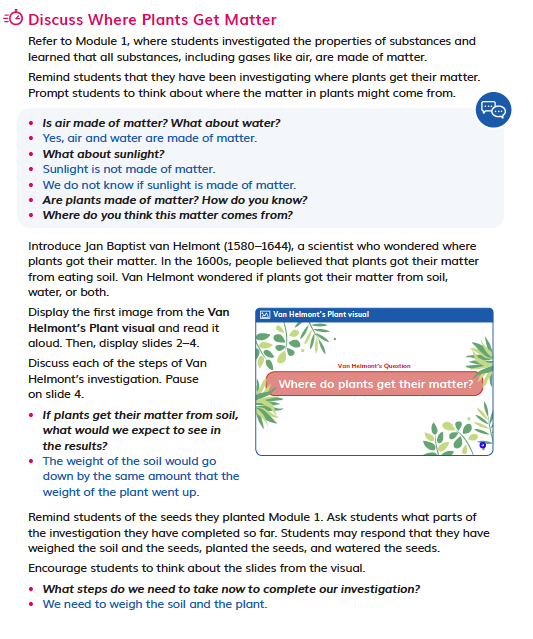 Discuss Where Plants Get Matter
Refer to Module 1, where students investigated the properties of substances and
learned that all substances, including gases like air, are made of matter.
Remind students that they have been investigating where plants get their matter.
Prompt students to think about where the matter in plants might come from.
• Is air made of matter? What about water?
• Yes, air and water are made of matter.
• What about sunlight?
• Sunlight is not made of matter.
• We do not know if sunlight is made of matter.
• Are plants made of matter? How do you know?
• Where do you think this matter comes from?
Introduce Jan Baptist van Helmont (1580–1644), a scientist who wondered where
plants got their matter. In the 1600s, people believed that plants got their matter
from eating soil. Van Helmont wondered if plants got their matter from soil,
water, or both.
Display the first image from the Van
Helmont's Plant visual and read it
aloud. Then, display slides 2–4.
Discuss each of the steps of Van
Helmont's investigation. Pause
on slide 4.
• If plants get their matter from soil,
what would we expect to see in
the results?
• The weight of the soil would go
down by the same amount that the
weight of the plant went up.
Van Helmont's Plant visual
Van Helmont's Question
Where do plants get their matter?
Remind students of the seeds they planted Module 1. Ask students what parts of
the investigation they have completed so far. Students may respond that they have
weighed the soil and the seeds, planted the seeds, and watered the seeds.
Encourage students to think about the slides from the visual.
• What steps do we need to take now to complete our investigation?
• We need to weigh the soil and the plant.